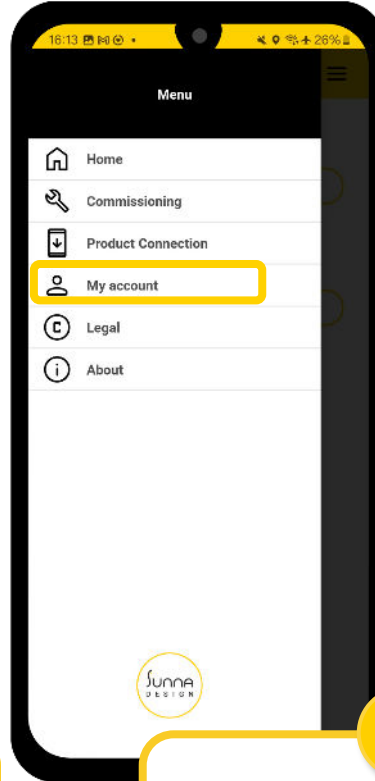 16:13
26%
Menu
Home
Commissioning
Product Connection
My account
Legal
About
Sunna
DESIGN